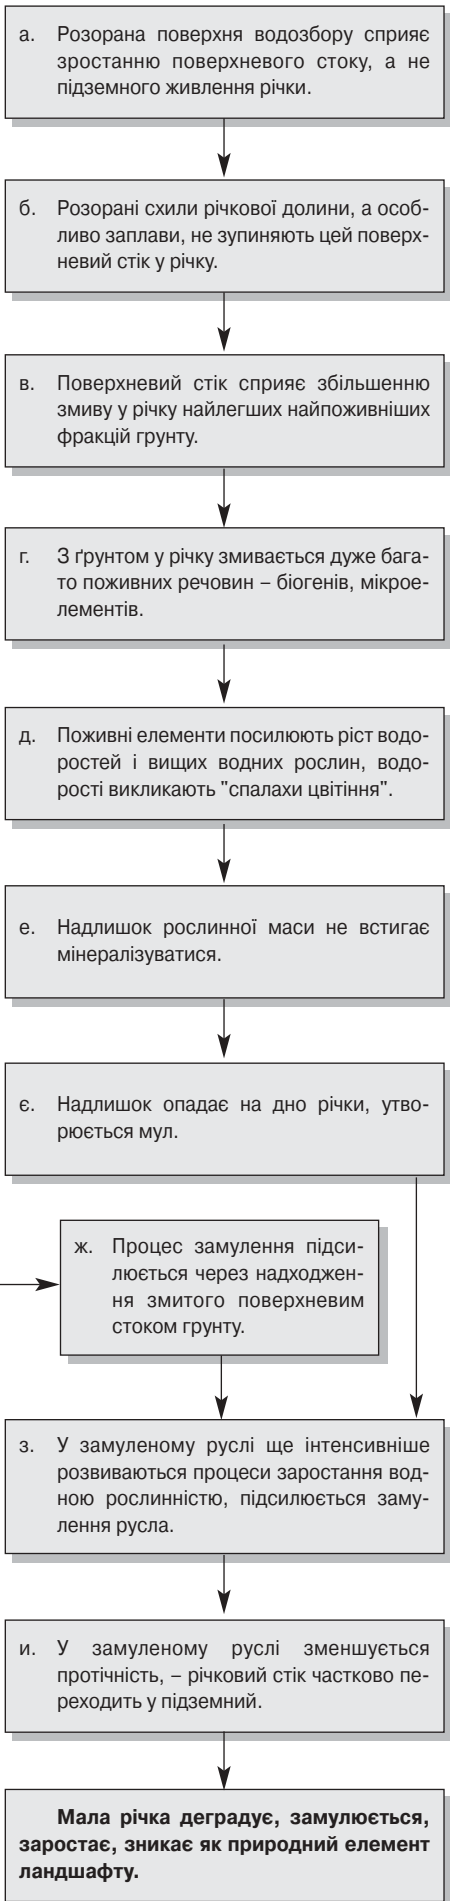 а. Розорана поверхня водозбору сприяє
зростанню поверхневого стоку, а не
підземного живлення річки.
б. Розорані схили річкової долини, а особ-
ливо заплави, не зупиняють цей поверх-
невий стік у річку.
в. Поверхневий стік сприяє збільшенню
змиву у річку найлегших найпоживніших
фракцій грунту.
г. З ґрунтом у річку змивається дуже бага-
то поживних речовин – біогенів, мікрое-
лементів.
д. Поживні елементи посилюють ріст водо-
ростей і вищих водних рослин, водо-
рості викликають "спалахи цвітіння".
е. Надлишок рослинної маси не встигає
мінералізуватися.
є. Надлишок опадає на дно річки, утво-
рюється мул.
ж. Процес замулення підси-
люється через надходжен-
ня змитого поверхневим
стоком грунту.
з. У замуленому руслі ще інтенсивніше
розвиваються процеси заростання вод-
ною рослинністю, підсилюється заму-
лення русла.
и. У замуленому руслі зменшується
протічність, – річковий стік частково пе-
реходить у підземний.
Мала річка деградує, замулюється,
заростає, зникає як природний елемент
ландшафту.